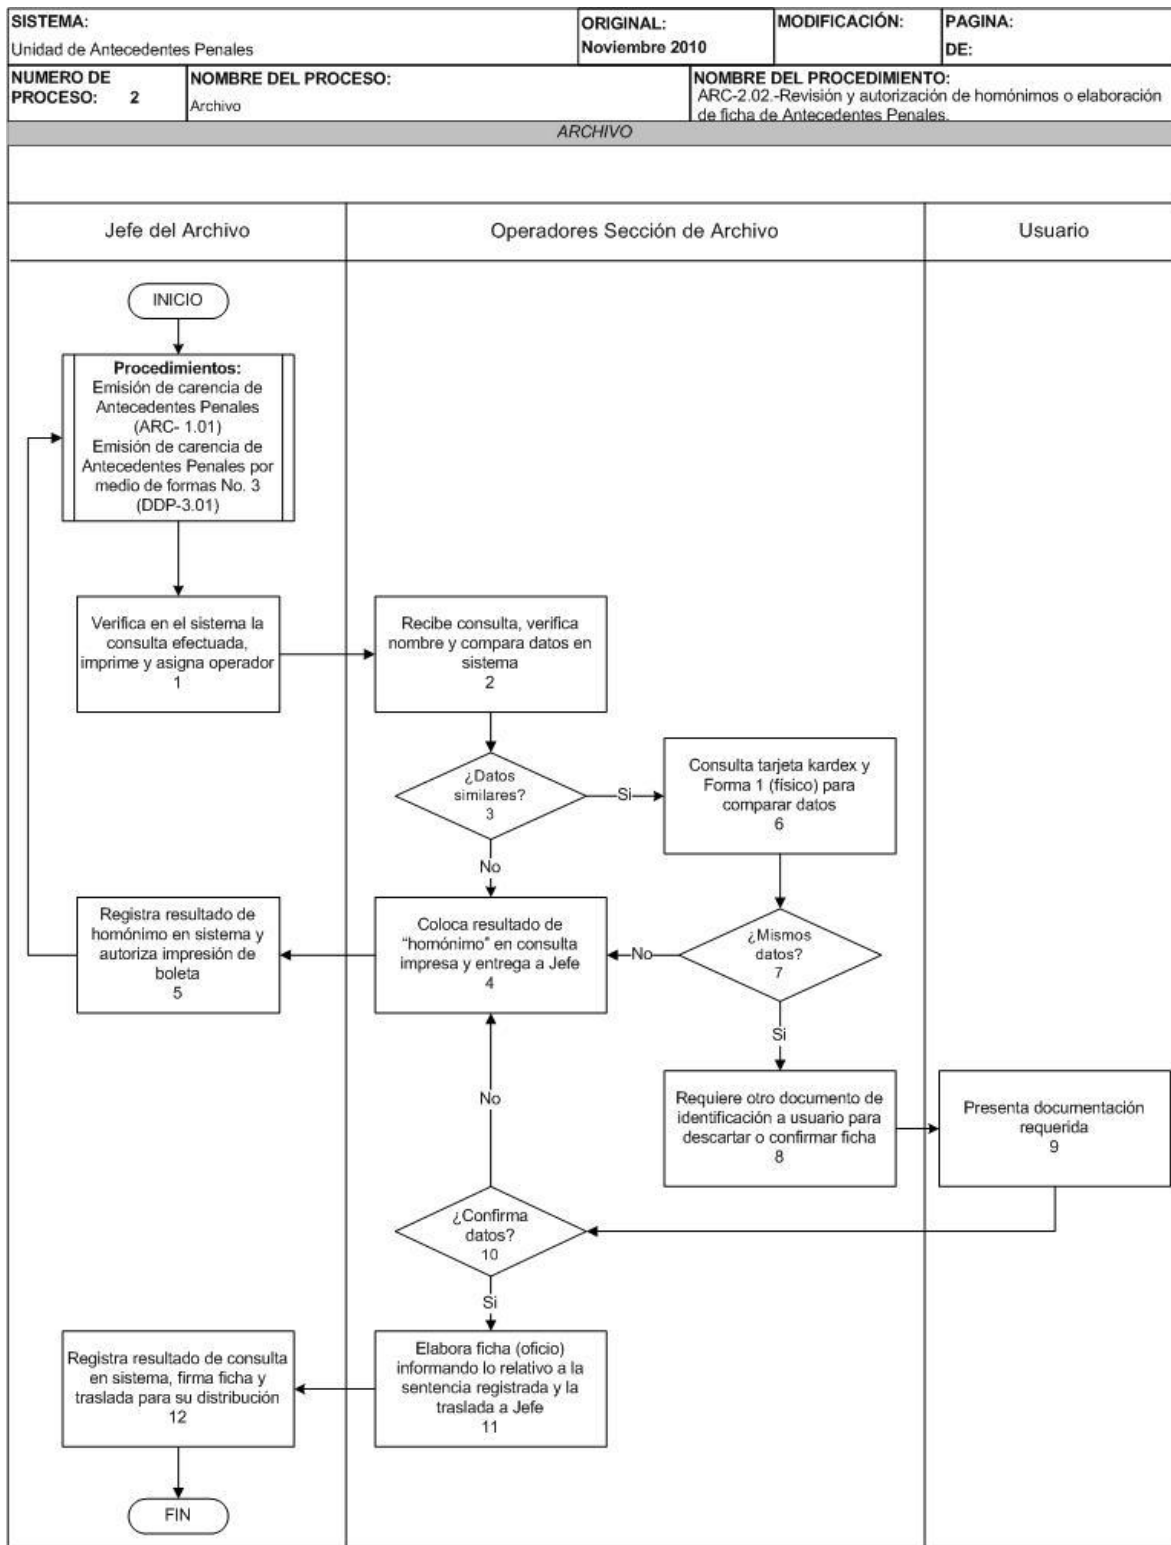 SISTEMA:
Unidad de Antecedentes Penales
ORIGINAL:
Noviembre 2010
MODIFICACIÓN:
PAGINA:
DE:
NUMERO DE
PROCESO: 2
NOMBRE DEL PROCESO:
Archivo
NOMBRE DEL PROCEDIMIENTO:
ARC-2.02.-Revisión y autorización de homónimos o elaboración
de ficha de Antecedentes Penales.
ARCHIVO
Jefe del Archivo
Operadores Sección de Archivo
Usuario
INICIO
Procedimientos:
Emisión de carencia de
Antecedentes Penales
(ARC- 1.01)
Emisión de carencia de
Antecedentes Penales por
medio de formas No. 3
(DDP-3.01)
Verifica en el sistema la
consulta efectuada,
imprime y asigna operador
1
Recibe consulta, verifica
nombre y compara datos en
sistema
2
¿Datos
similares?
3
Si
Consulta tarjeta kardex y
Forma 1 (físico) para
comparar datos
6
No
Registra resultado de
homónimo en sistema y
autoriza impresión de
boleta
5
Coloca resultado de
“homónimo” en consulta
impresa y entrega a Jefe
4
No
¿Mismos
datos?
7
Si
No
Requiere otro documento de
identificación a usuario para
descartar o confirmar ficha
8
Presenta documentación
requerida
9
¿Confirma
datos?
10
Si
Registra resultado de consulta
en sistema, firma ficha y
traslada para su distribución
12
Elabora ficha (oficio)
informando lo relativo a la
sentencia registrada y la
traslada a Jefe
11
FIN